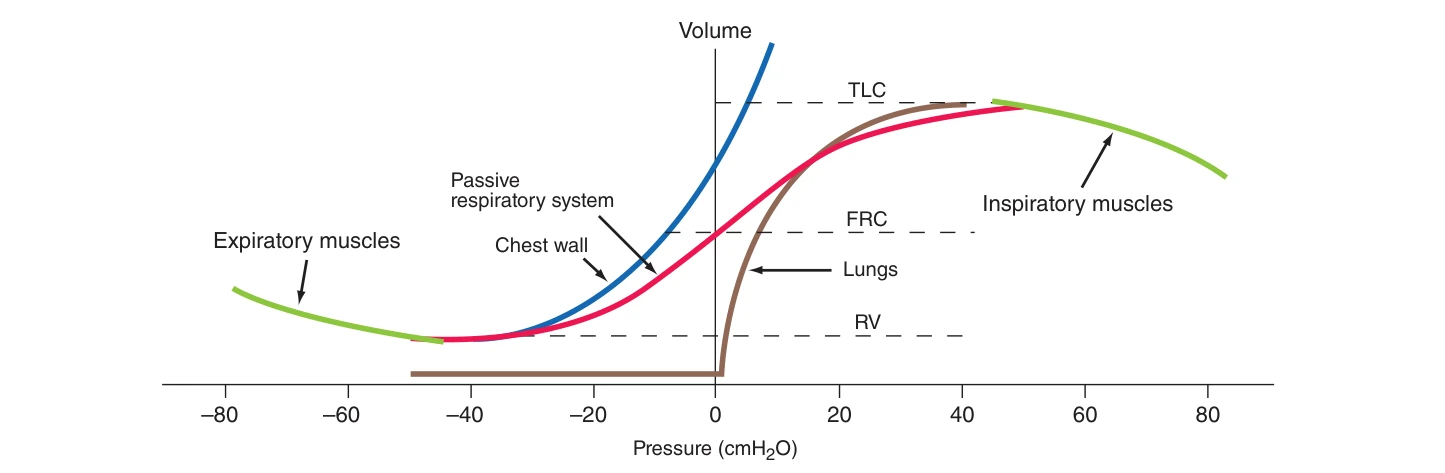 Volume
TLC
Passive
respiratory system
Inspiratory muscles
FRC
Expiratory muscles
Chest wall
Lungs
RV
–80
–60
–40
–20
0
20
40
60
80
Pressure (cmH₂O)